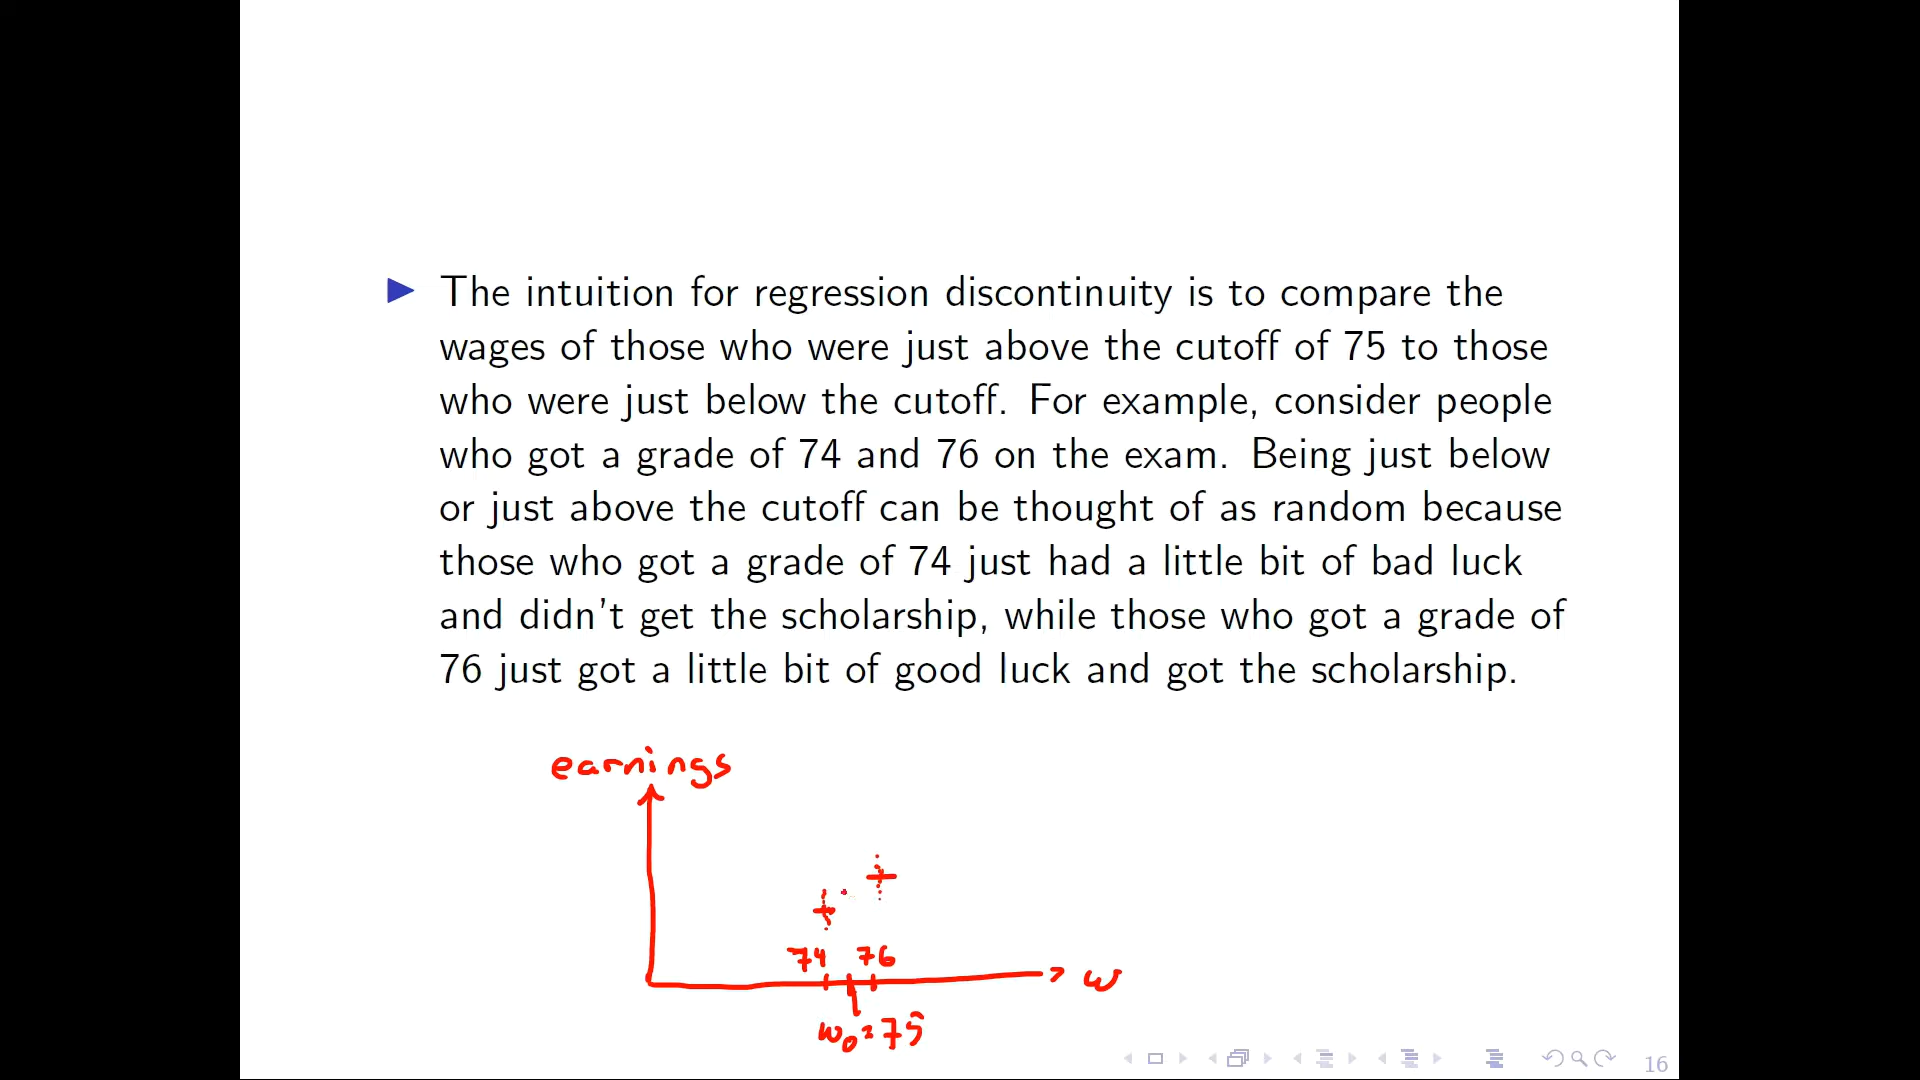 The intuition for regression discontinuity is to compare the
wages of those who were just above the cutoff of 75 to those
who were just below the cutoff. For example, consider people
who got a grade of 74 and 76 on the exam. Being just below
or just above the cutoff can be thought of as random because
those who got a grade of 74 just had a little bit of bad luck
and didn't get the scholarship, while those who got a grade of
76 just got a little bit of good luck and got the scholarship.
earnings
74 76
w
w₀=75
16